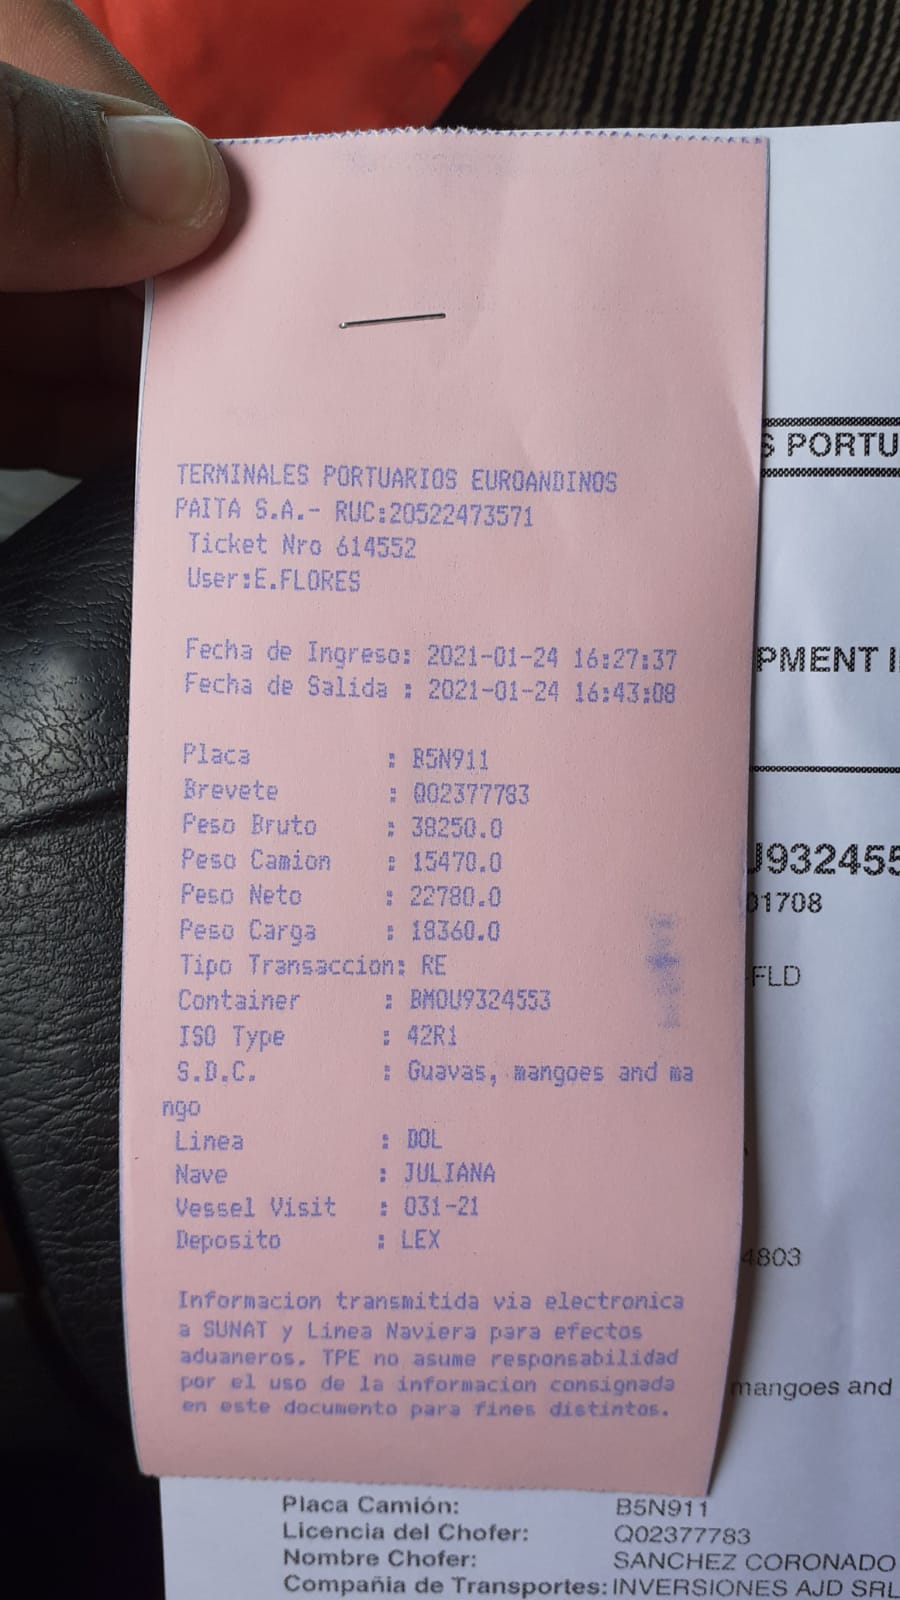 TERMINALES PORTUARIOS EUROANDINOS
PAITA S.A.- RUC:20522473571
Ticket Nro 614552
User:E.FLORES
Fecha de Ingreso: 2021-01-24 16:27:37
Fecha de Salida : 2021-01-24 16:43:08
Placa : B5N911
Brevete : Q02377783
Peso Bruto : 38250.0
Peso Camion : 15470.0
Peso Neto : 22780.0
Peso Carga : 18360.0
Tipo Transaccion: RE
Container : BMOU9324553
ISO Type : 42R1
S.D.C. : Guavas, mangoes and ma
ngo
Linea : DOL
Nave : JULIANA
Vessel Visit : 031-21
Deposito : LEX
Informacion transmitida via electronica
a SUNAT y Linea Naviera para efectos
aduaneros. TPE no asume responsabilidad
por el uso de la informacion consignada
en este documento para fines distintos.
S PORTU
PMENT I
U932455
01708
-FLD
4803
mangoes and
Placa Camión: B5N911
Licencia del Chofer: Q02377783
Nombre Chofer: SANCHEZ CORONADO
Compañia de Transportes: INVERSIONES AJD SRL